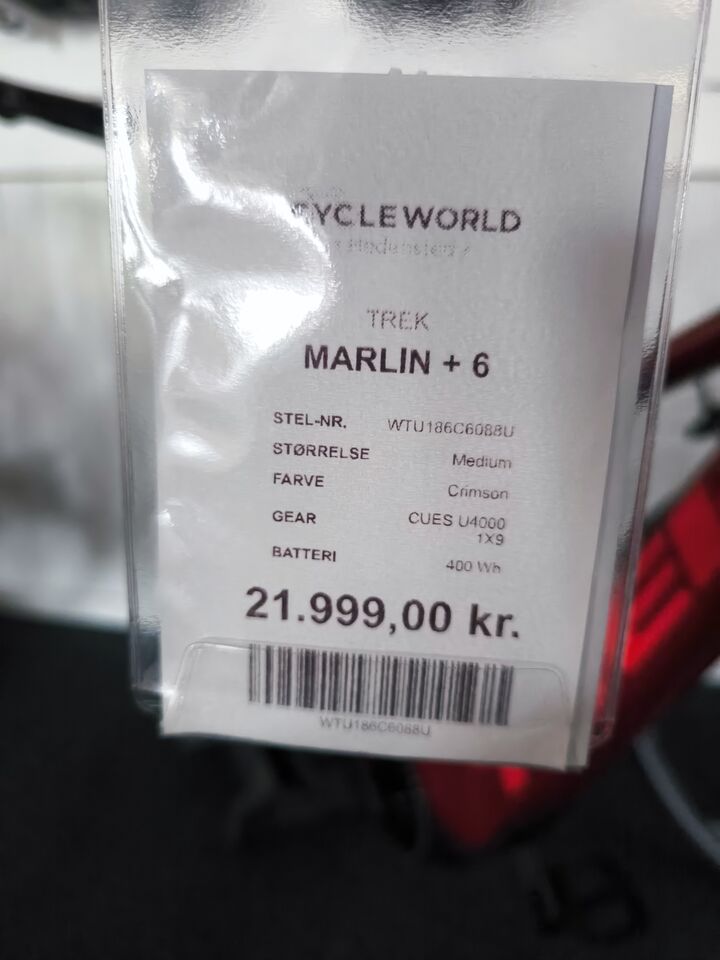 CYCLEWORLD
Hedensted
TREK
MARLIN + 6
STEL-NR. WTU186C6088U
STØRRELSE Medium
FARVE Crimson
GEAR CUES U4000
1X9
BATTERI 400 Wh
21.999,00 kr.
WTU186C6088U